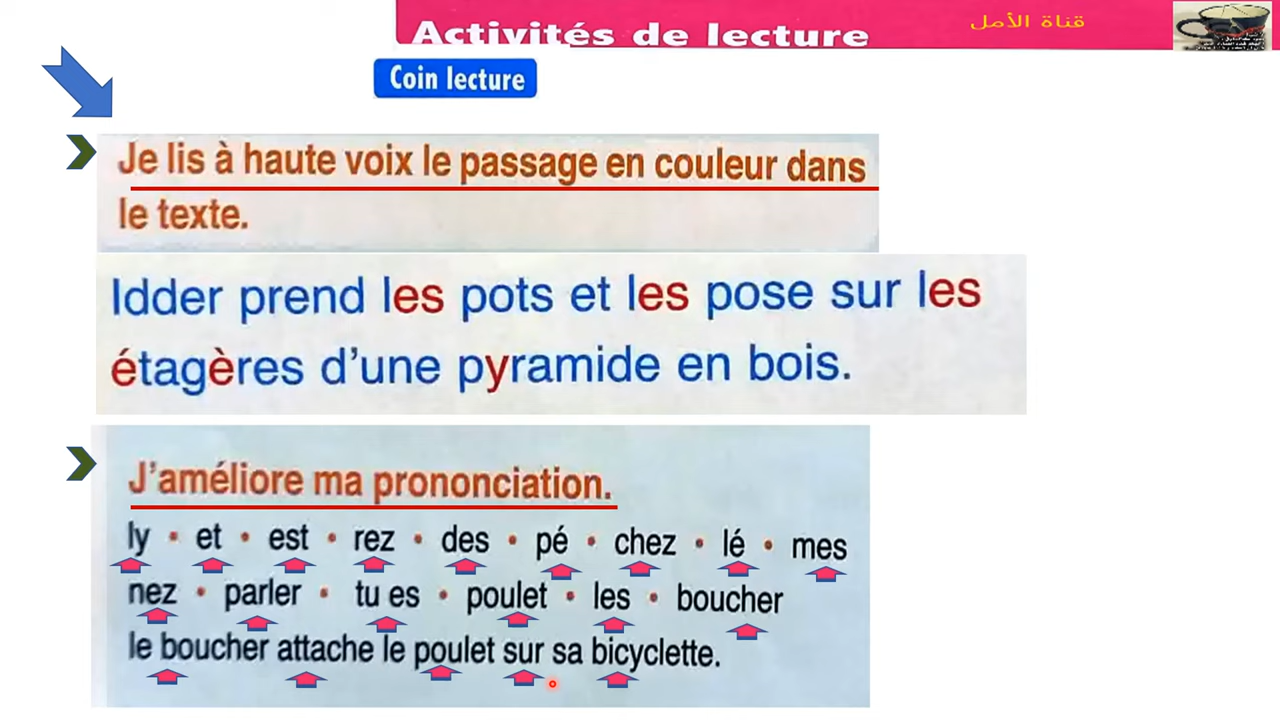 Activités de lecture
قناة الأمل
Coin lecture
Je lis à haute voix le passage en couleur dans
le texte.
Idder prend les pots et les pose sur les
étagères d'une pyramide en bois.
J'améliore ma prononciation.
ly • et • est • rez • des • pé • chez • lé • mes
nez • parler • tu es • poulet • les • boucher
le boucher attache le poulet sur sa bicyclette.